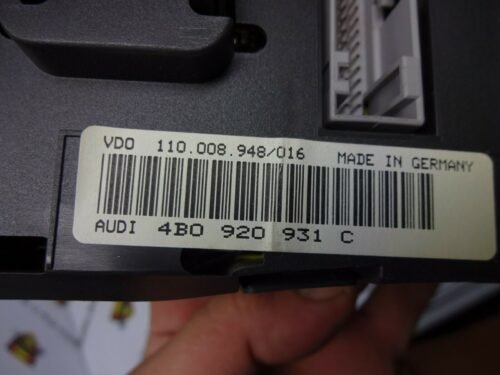 VDO 110.008.948/016 MADE IN GERMANY
AUDI 4B0 920 931 C